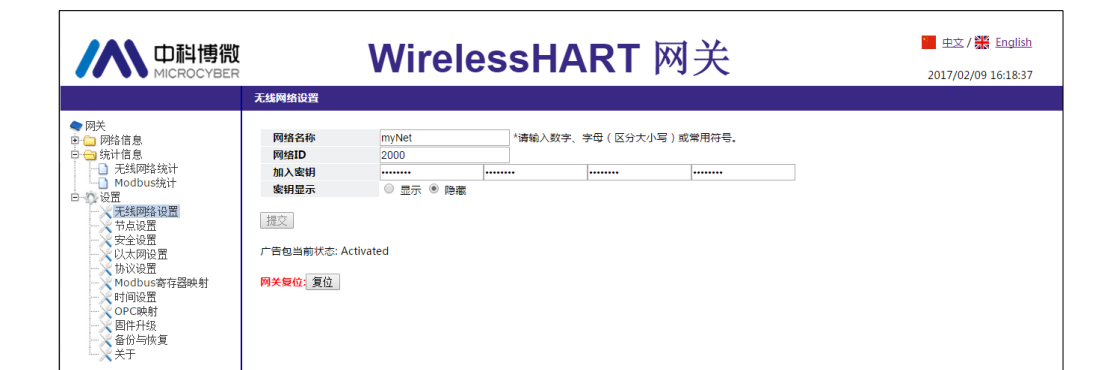 中科博微
MICROCYBER
WirelessHART 网关
中文 / English
2017/02/09 16:18:37
无线网络设置
网关
网络信息
统计信息
无线网络统计
Modbus统计
设置
无线网络设置
节点设置
安全设置
以太网设置
协议设置
Modbus寄存器映射
时间设置
OPC映射
固件升级
备份与恢复
关于
网络名称 myNet *请输入数字、字母（区分大小写）或常用符号。
网络ID 2000
加入密钥 •••••••• •••••••• •••••••• ••••••••
密钥显示 显示 隐藏
提交
广告包当前状态: Activated
网关复位: 复位